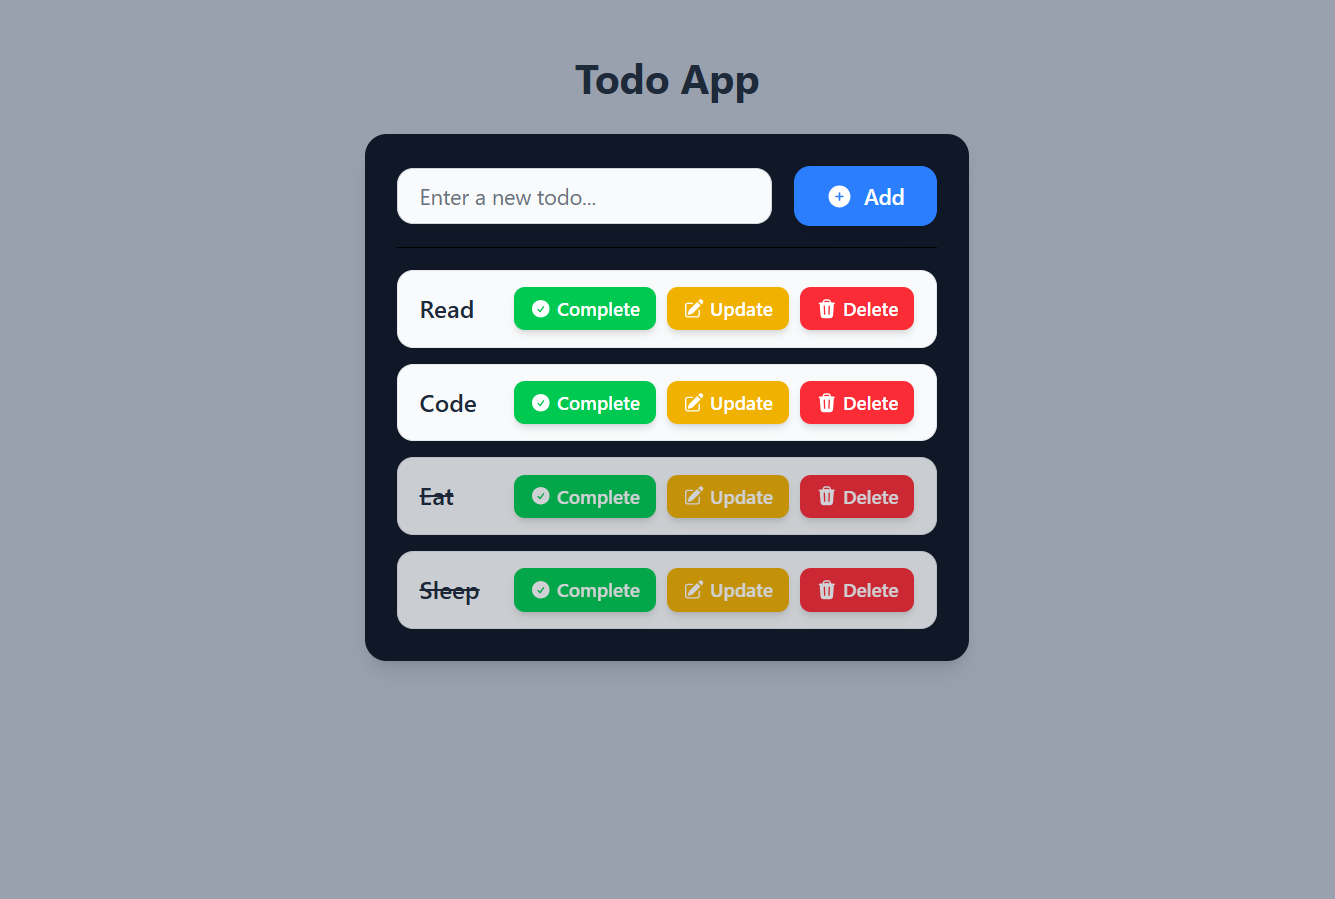 Todo App
Enter a new todo... Add
Read Complete Update Delete
Code Complete Update Delete
Eat Complete Update Delete
Sleep Complete Update Delete